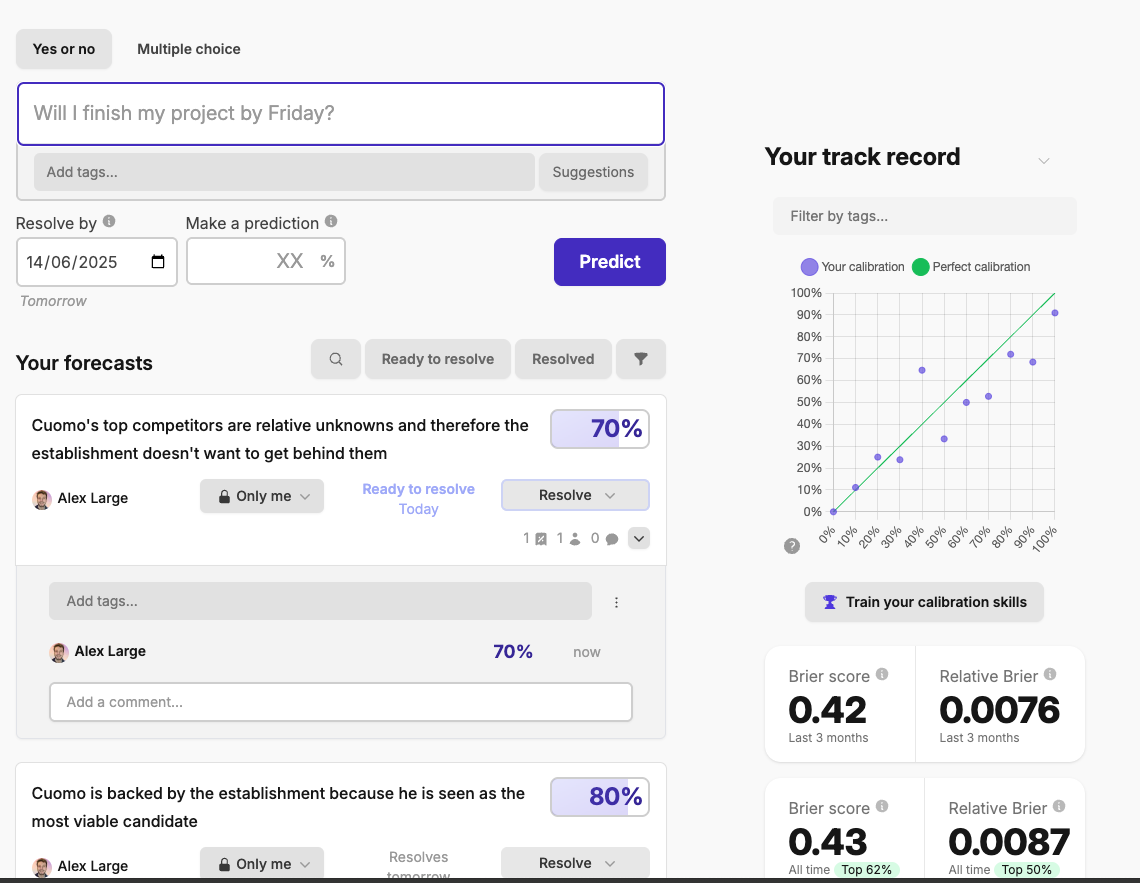 Yes or no
Multiple choice
Will I finish my project by Friday?
Add tags...
Suggestions
Resolve by
Make a prediction
14/06/2025
XX %
Predict
Tomorrow
Your forecasts
Ready to resolve
Resolved
Cuomo's top competitors are relative unknowns and therefore the
establishment doesn't want to get behind them
70%
Alex Large
Only me
Ready to resolve
Today
Resolve
1 1 0
Add tags...
Alex Large
70%
now
Add a comment...
Cuomo is backed by the establishment because he is seen as the
most viable candidate
80%
Alex Large
Only me
Resolves
tomorrow
Resolve
Your track record
Filter by tags...
Your calibration
Perfect calibration
100%
90%
80%
70%
60%
50%
40%
30%
20%
10%
0%
0% 10% 20% 30% 40% 50% 60% 70% 80% 90% 100%
?
Train your calibration skills
Brier score
0.42
Last 3 months
Relative Brier
0.0076
Last 3 months
Brier score
0.43
All time Top 62%
Relative Brier
0.0087
All time Top 50%